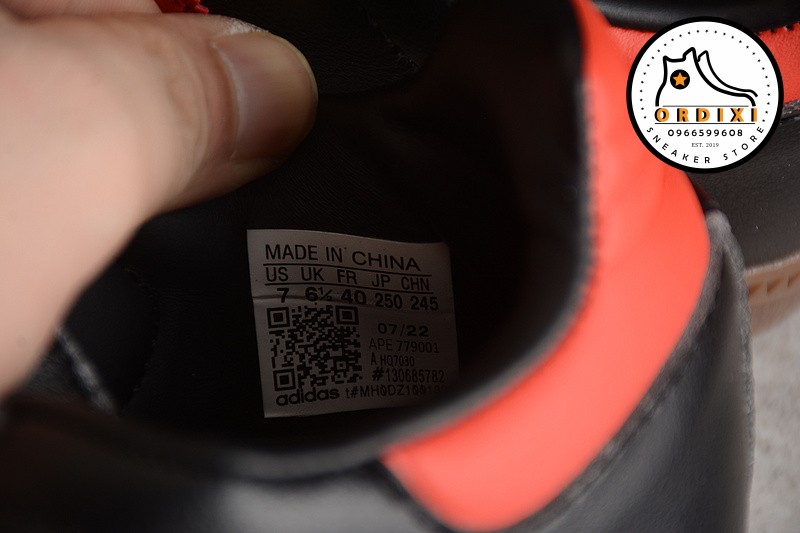 ORDIXI
0966599608
EST. 2019
SNEAKER STORE
MADE IN CHINA
US UK FR JP CHN
7 6½ 40 250 245
07/22
APE 779001
A HQ7030
#130685782
adidas